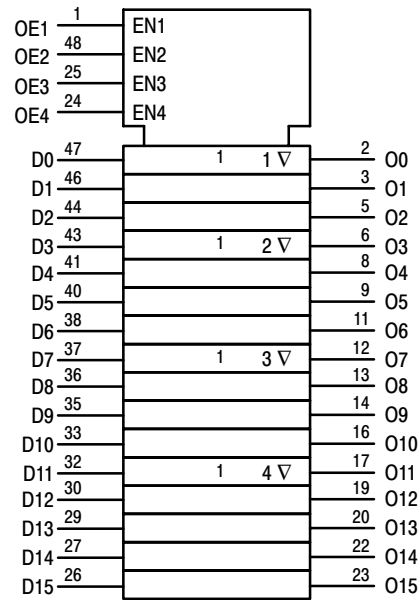 OE1 1 EN1
OE2 48 EN2
OE3 25 EN3
OE4 24 EN4
D0 47 1 1 ∇ 2 O0
D1 46 3 O1
D2 44 5 O2
D3 43 1 2 ∇ 6 O3
D4 41 8 O4
D5 40 9 O5
D6 38 11 O6
D7 37 1 3 ∇ 12 O7
D8 36 13 O8
D9 35 14 O9
D10 33 16 O10
D11 32 1 4 ∇ 17 O11
D12 30 19 O12
D13 29 20 O13
D14 27 22 O14
D15 26 23 O15